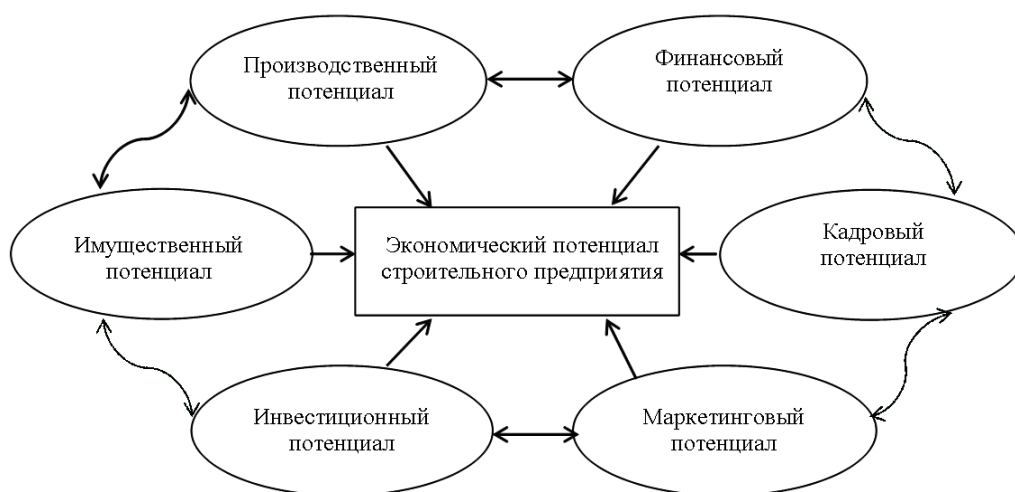 Производственный
потенциал
Финансовый
потенциал
Имущественный
потенциал
Экономический потенциал
строительного предприятия
Кадровый
потенциал
Инвестиционный
потенциал
Маркетинговый
потенциал